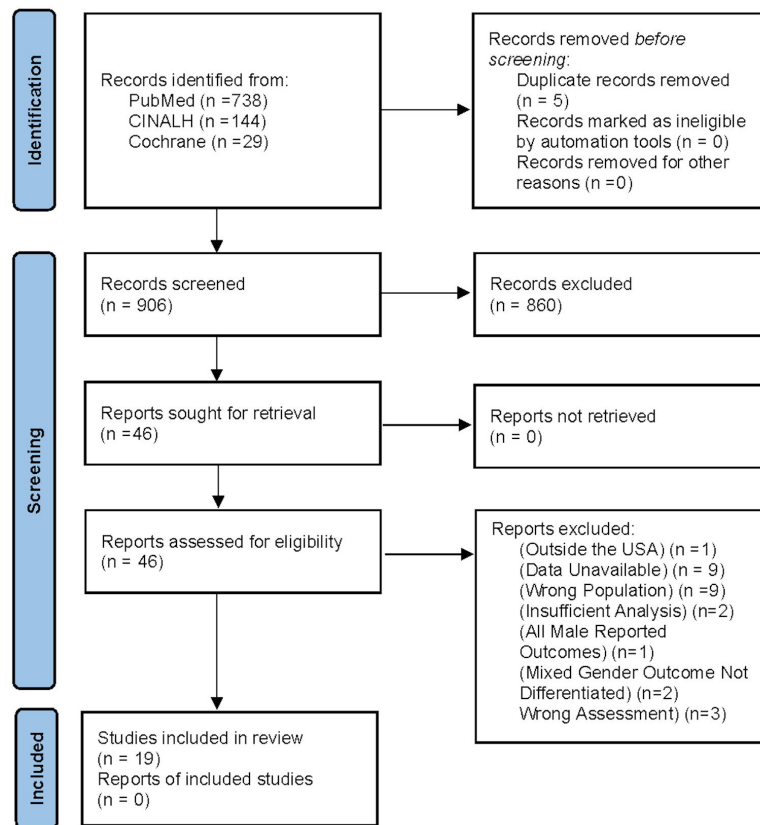 Identification
Records identified from:
PubMed (n =738)
CINALH (n =144)
Cochrane (n =29)
Records removed before
screening:
Duplicate records removed
(n = 5)
Records marked as ineligible
by automation tools (n = 0)
Records removed for other
reasons (n =0)
Screening
Records screened
(n = 906)
Records excluded
(n = 860)
Reports sought for retrieval
(n =46)
Reports not retrieved
(n = 0)
Reports assessed for eligibility
(n = 46)
Reports excluded:
(Outside the USA) (n =1)
(Data Unavailable) (n = 9)
(Wrong Population) (n =9)
(Insufficient Analysis) (n=2)
(All Male Reported
Outcomes) (n=1)
(Mixed Gender Outcome Not
Differentiated) (n=2)
Wrong Assessment) (n=3)
Included
Studies included in review
(n = 19)
Reports of included studies
(n = 0)